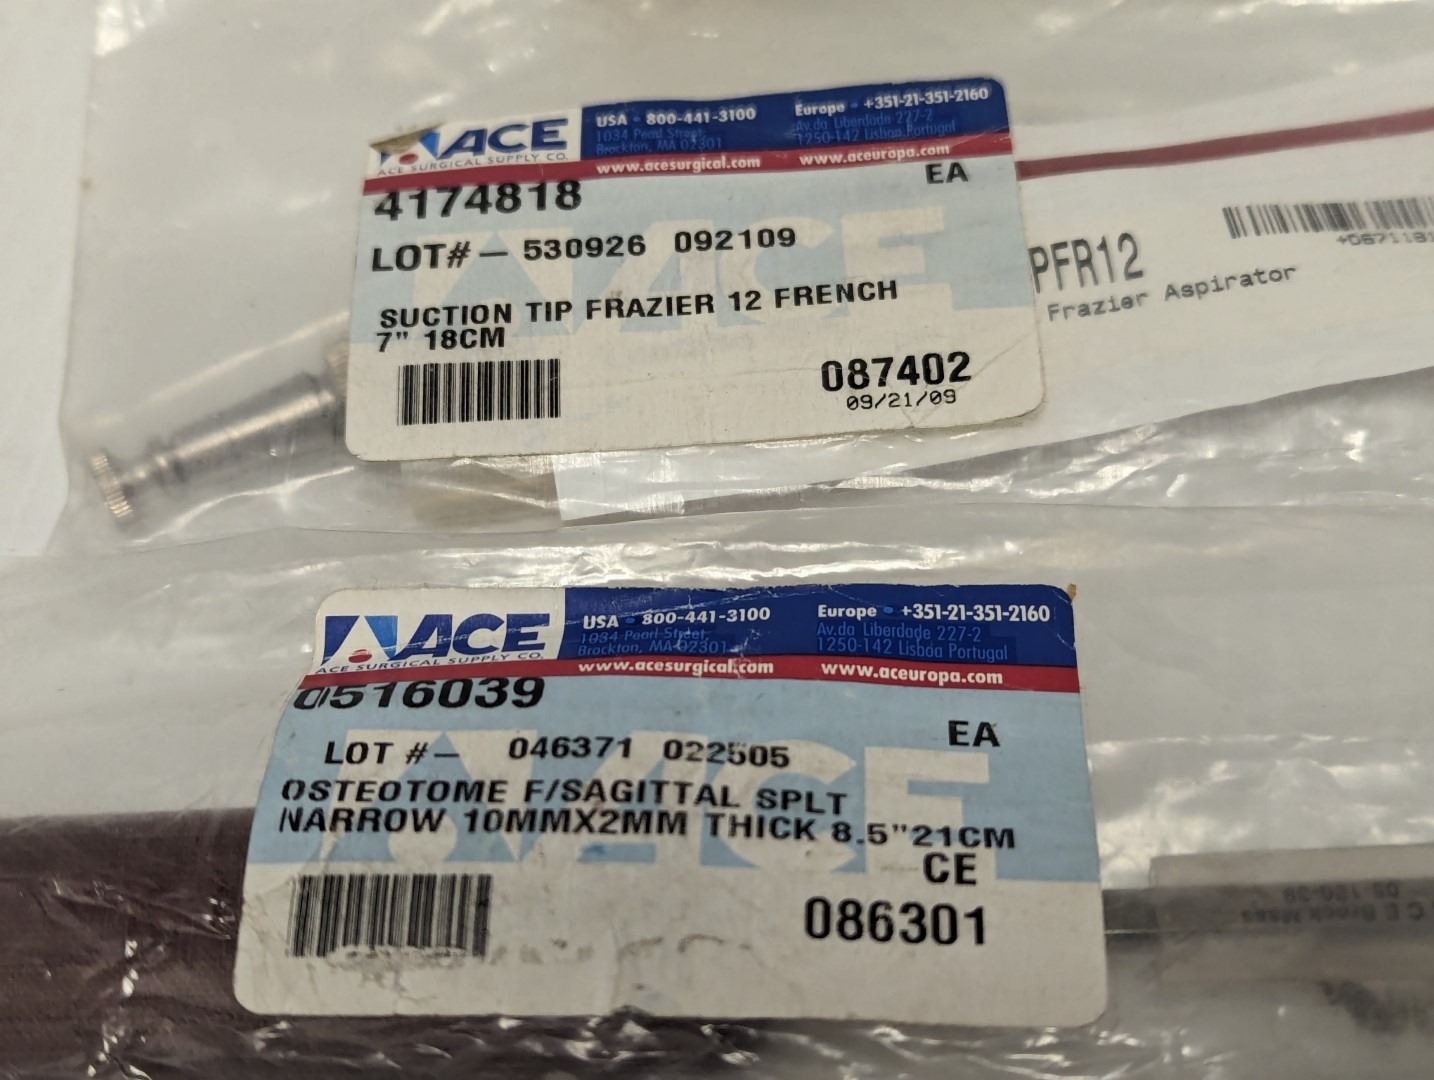 ACE
ACE SURGICAL SUPPLY CO.
USA • 800-441-3100
1034 Pearl Street,
Brockton, MA 02301
www.acesurgical.com
Europe • +351-21-351-2160
Av.da Liberdade 227-2
1250-142 Lisboa Portugal
www.aceuropa.com
4174818
EA
LOT#— 530926 092109
SUCTION TIP FRAZIER 12 FRENCH
7" 18CM
087402
09/21/09
PFR12
Frazier Aspirator
ACE
ACE SURGICAL SUPPLY CO.
USA • 800-441-3100
1034 Pearl Street,
Brockton, MA 02301
www.acesurgical.com
Europe • +351-21-351-2160
Av.da Liberdade 227-2
1250-142 Lisboa Portugal
www.aceuropa.com
0516039
EA
LOT #— 046371 022505
OSTEOTOME F/SAGITTAL SPLT
NARROW 10MMX2MM THICK 8.5"21CM
CE
086301